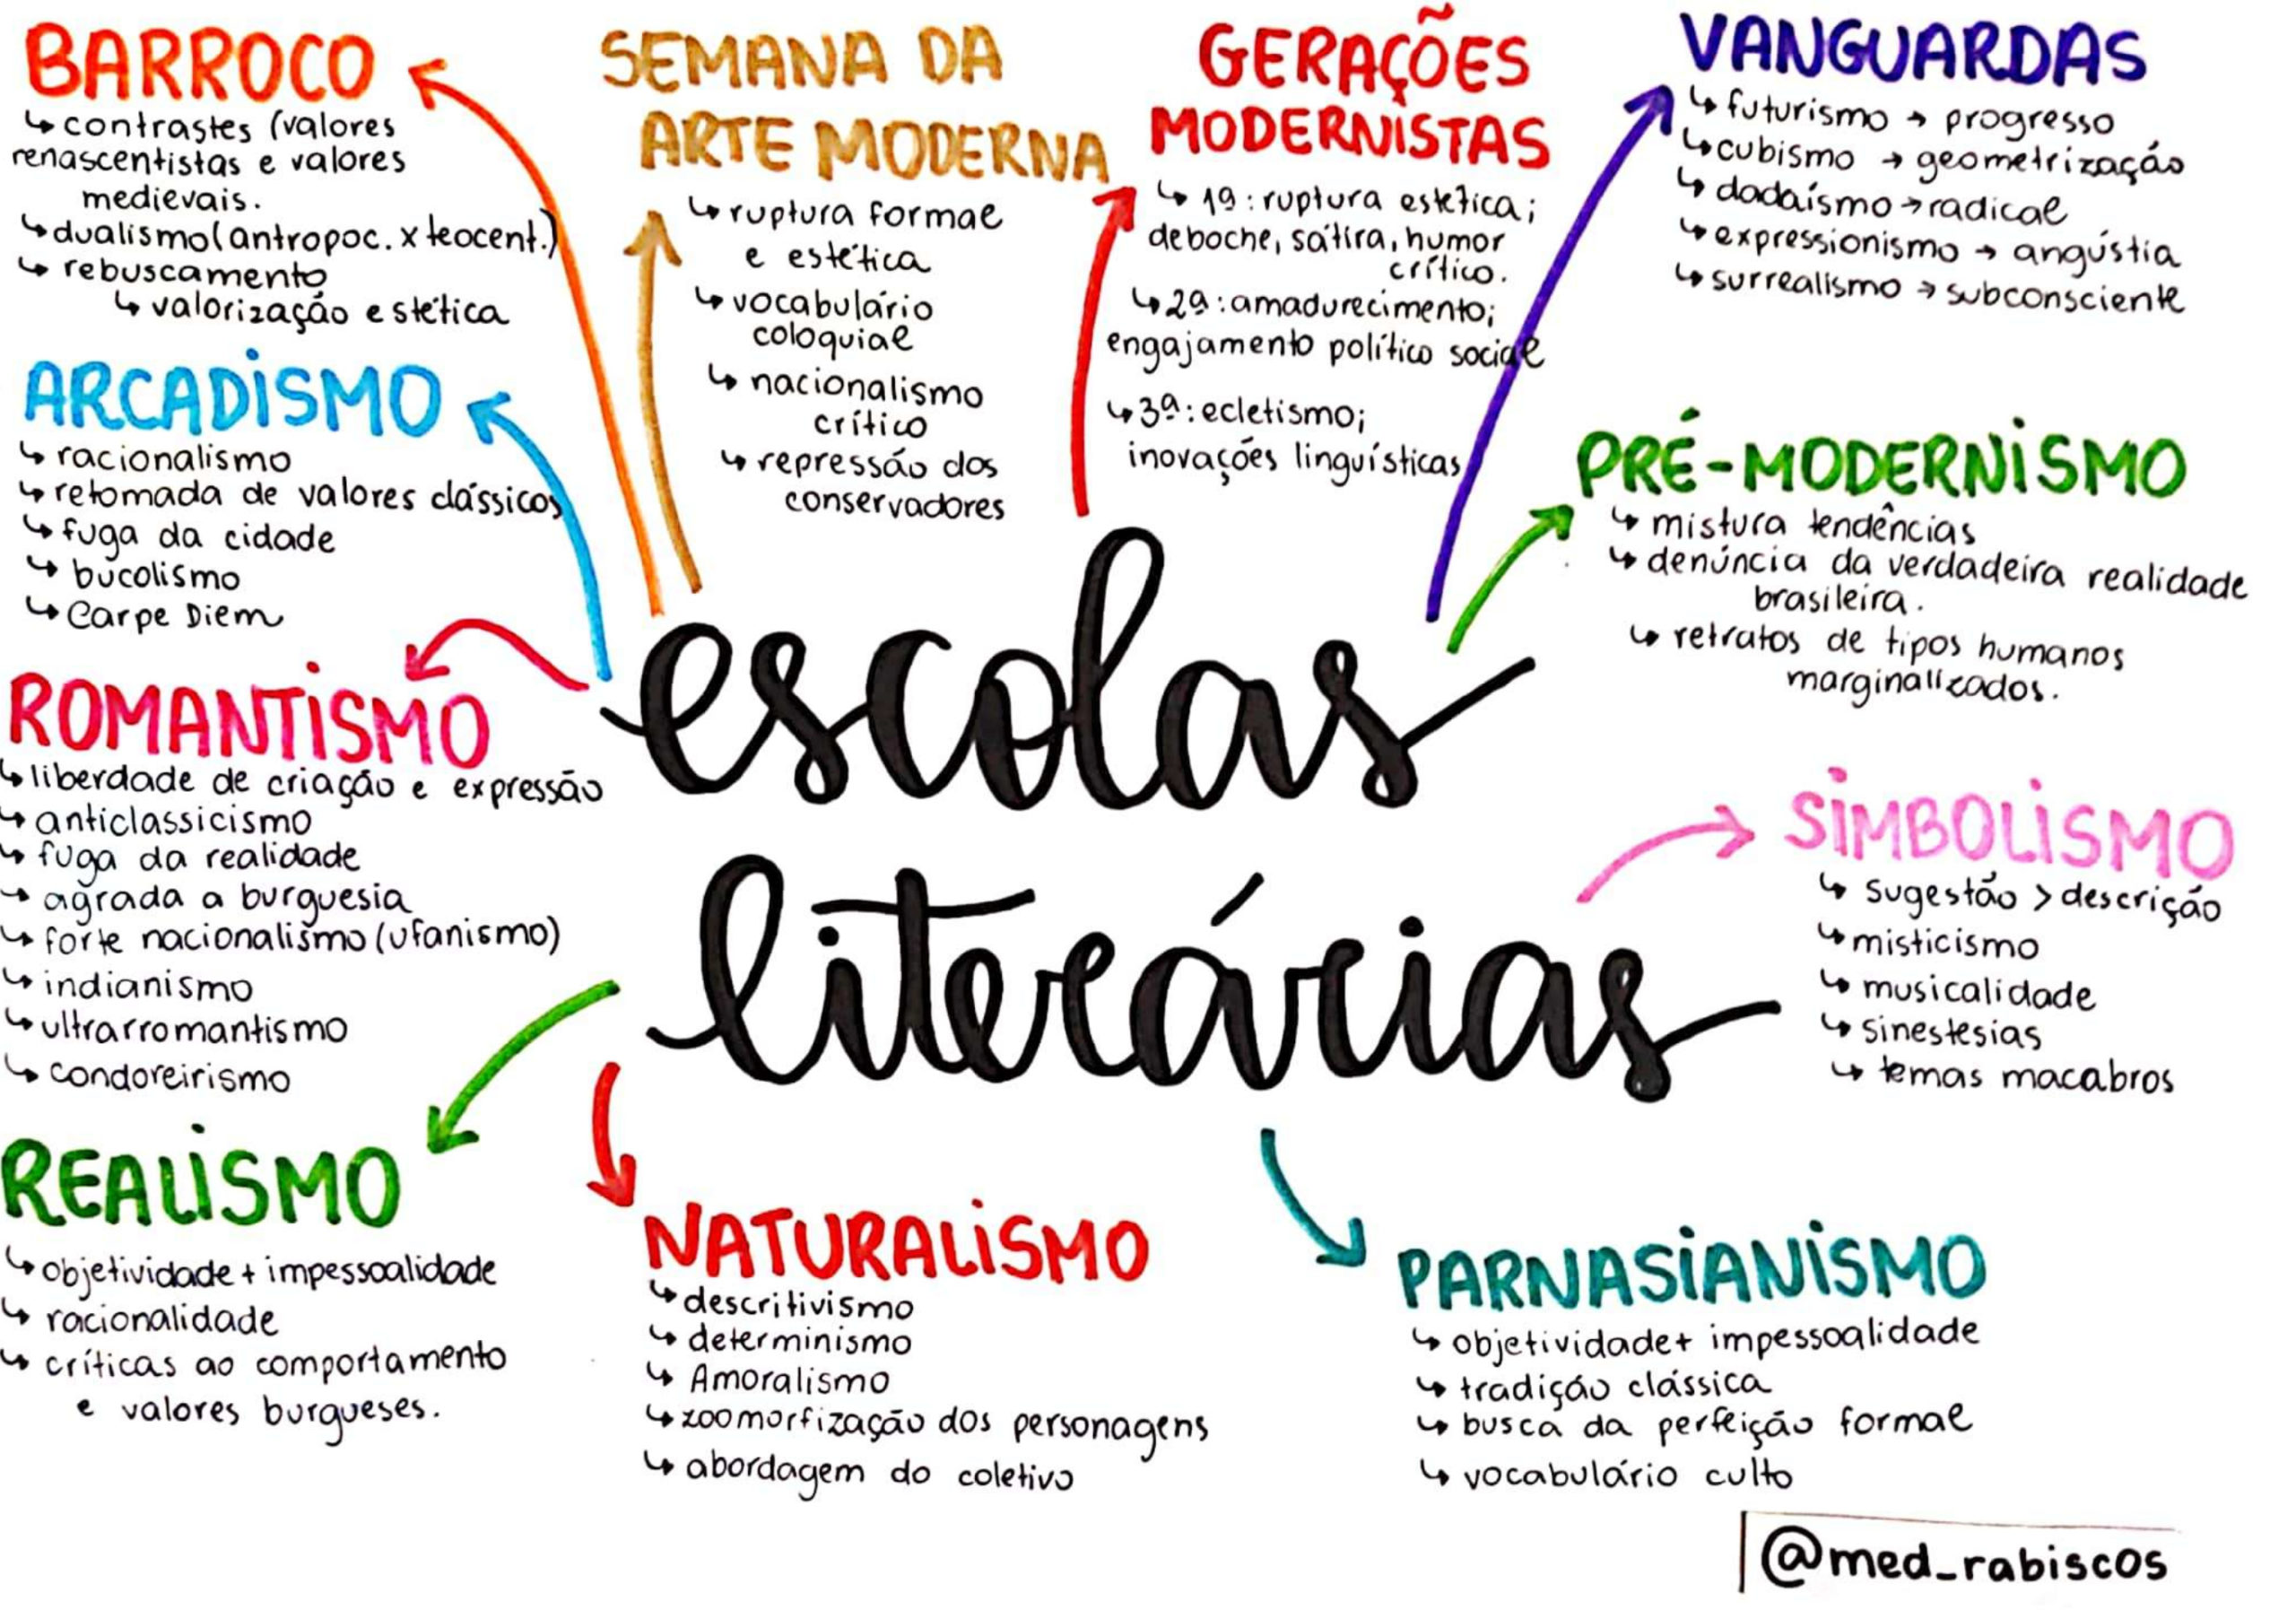 BARROCO
↳ contrastes (valores
renascentistas e valores
medievais.
↳ dualismo (antropoc. x teocent.)
↳ rebuscamento
↳ valorização estética
ARCADISMO
↳ racionalismo
↳ retomada de valores clássicos
↳ fuga da cidade
↳ bucolismo
↳ Carpe Diem
ROMANTISMO
↳ liberdade de criação e expressão
↳ anticlassicismo
↳ fuga da realidade
↳ agrada a burguesia
↳ forte nacionalismo (ufanismo)
↳ indianismo
↳ ultrarromantismo
↳ condoreirismo
REALISMO
↳ objetividade + impessoalidade
↳ racionalidade
↳ críticas ao comportamento
e valores burgueses.
SEMANA DA
ARTE MODERNA
↳ ruptura formal
e estética
↳ vocabulário
coloquial
↳ nacionalismo
crítico
↳ repressão dos
conservadores
GERAÇÕES
MODERNISTAS
↳ 1ª: ruptura estética;
deboche, sátira, humor
crítico.
↳ 2ª: amadurecimento;
engajamento político social
↳ 3ª: ecletismo;
inovações linguísticas
VANGUARDAS
↳ futurismo → progresso
↳ cubismo → geometrização
↳ dadaísmo → radical
↳ expressionismo → angústia
↳ surrealismo → subconsciente
PRÉ-MODERNISMO
↳ mistura tendências
↳ denúncia da verdadeira realidade
brasileira.
↳ retratos de tipos humanos
marginalizados.
escolas
literárias
SIMBOLISMO
↳ sugestão > descrição
↳ misticismo
↳ musicalidade
↳ sinestesias
↳ temas macabros
NATURALISMO
↳ descritivismo
↳ determinismo
↳ Amoralismo
↳ zoomorfização dos personagens
↳ abordagem do coletivo
PARNASIANISMO
↳ objetividade + impessoalidade
↳ tradição clássica
↳ busca da perfeição formal
↳ vocabulário culto
@med_rabiscos